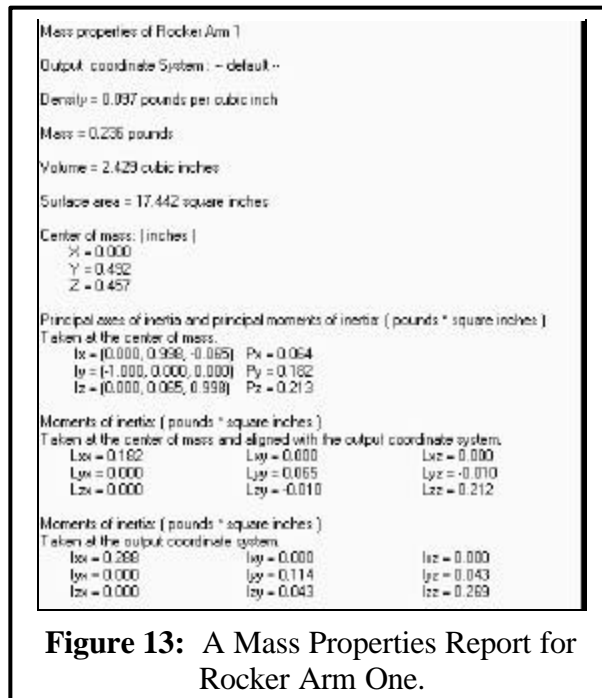 Mass properties of Rocker Arm 1
Output coordinate System : -- default --
Density = 0.097 pounds per cubic inch
Mass = 0.236 pounds
Volume = 2.429 cubic inches
Surface area = 17.442 square inches
Center of mass: ( inches )
X = 0.000
Y = 0.492
Z = 0.457
Principal axes of inertia and principal moments of inertia: ( pounds * square inches )
Taken at the center of mass.
Ix = (0.000, 0.998, -0.065) Px = 0.064
Iy = (-1.000, 0.000, 0.000) Py = 0.182
Iz = (0.000, 0.065, 0.998) Pz = 0.213
Moments of inertia: ( pounds * square inches )
Taken at the center of mass and aligned with the output coordinate system.
Lxx = 0.182 Lxy = 0.000 Lxz = 0.000
Lyx = 0.000 Lyy = 0.065 Lyz = -0.010
Lzx = 0.000 Lzy = -0.010 Lzz = 0.212
Moments of inertia: ( pounds * square inches )
Taken at the output coordinate system.
Ixx = 0.288 Ixy = 0.000 Ixz = 0.000
Iyx = 0.000 Iyy = 0.114 Iyz = 0.043
Izx = 0.000 Izy = 0.043 Izz = 0.269
Figure 13: A Mass Properties Report for
Rocker Arm One.